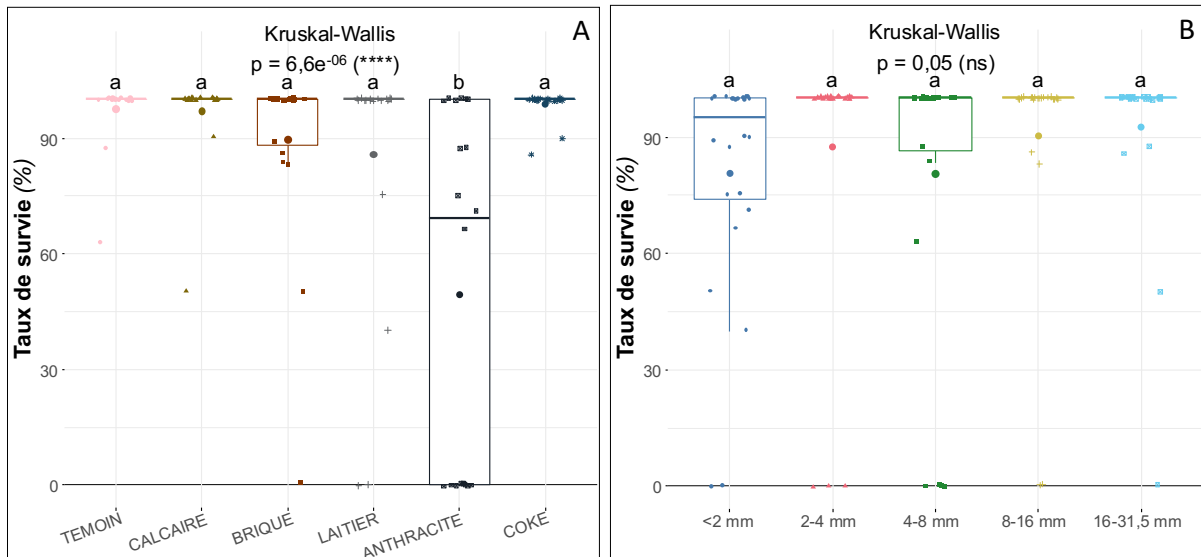 Kruskal-Wallis
A
p = 6,6e-06 (****)
a a a a b a
Taux de survie (%)
90
60
30
0
TEMOIN CALCAIRE BRIQUE LAITIER ANTHRACITE COKE
Kruskal-Wallis
B
p = 0,05 (ns)
a a a a a
Taux de survie (%)
90
60
30
0
<2 mm 2-4 mm 4-8 mm 8-16 mm 16-31,5 mm